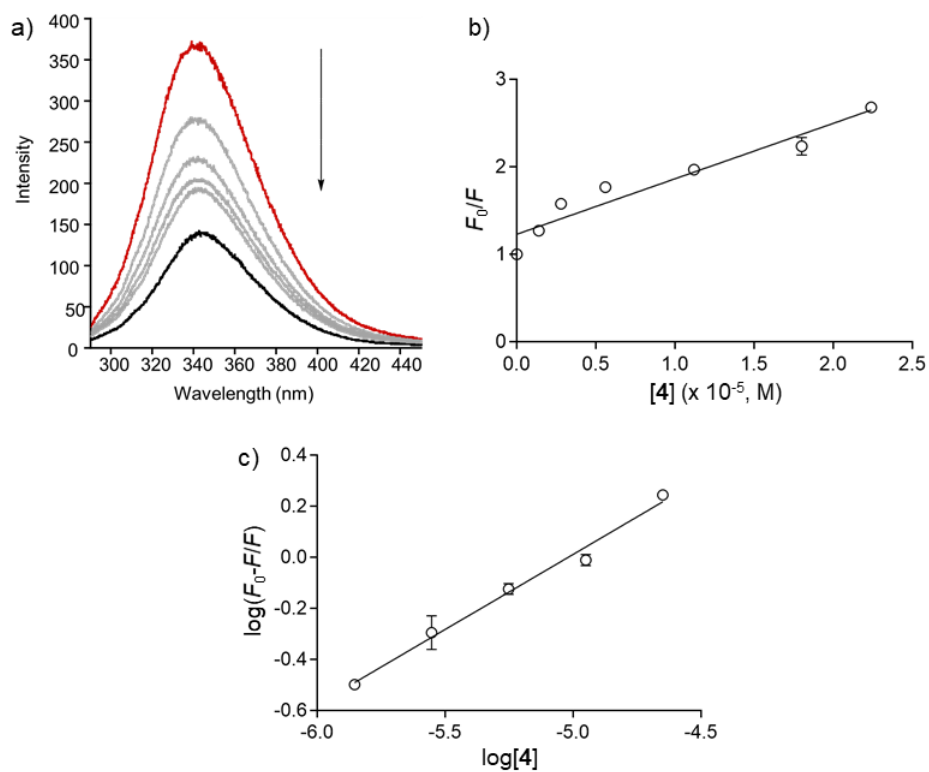 a)
400
350
300
250
200
150
100
50
0
Intensity
300 320 340 360 380 400 420 440
Wavelength (nm)
b)
3
2
1
0
F₀/F
0.0 0.5 1.0 1.5 2.0 2.5
[4] (x 10⁻⁵, M)
c)
0.4
0.2
0.0
-0.2
-0.4
-0.6
log(F₀-F/F)
-6.0 -5.5 -5.0 -4.5
log[4]